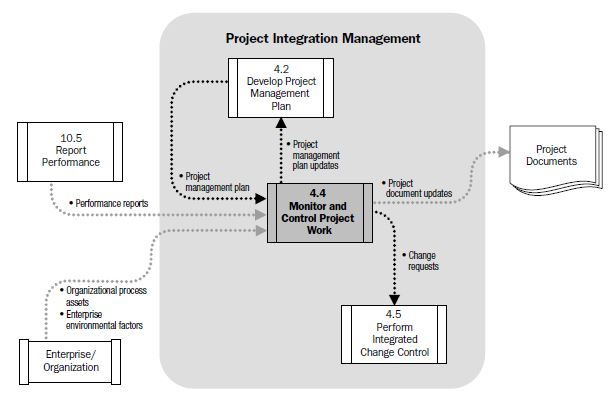 Project Integration Management
4.2
Develop Project
Management
Plan
10.5
Report
Performance
• Project
management
plan updates
Project
Documents
• Project
management plan
• Project
document updates
• Performance reports
4.4
Monitor and
Control Project
Work
• Change
requests
• Organizational process
assets
• Enterprise
environmental factors
4.5
Perform
Integrated
Change Control
Enterprise/
Organization